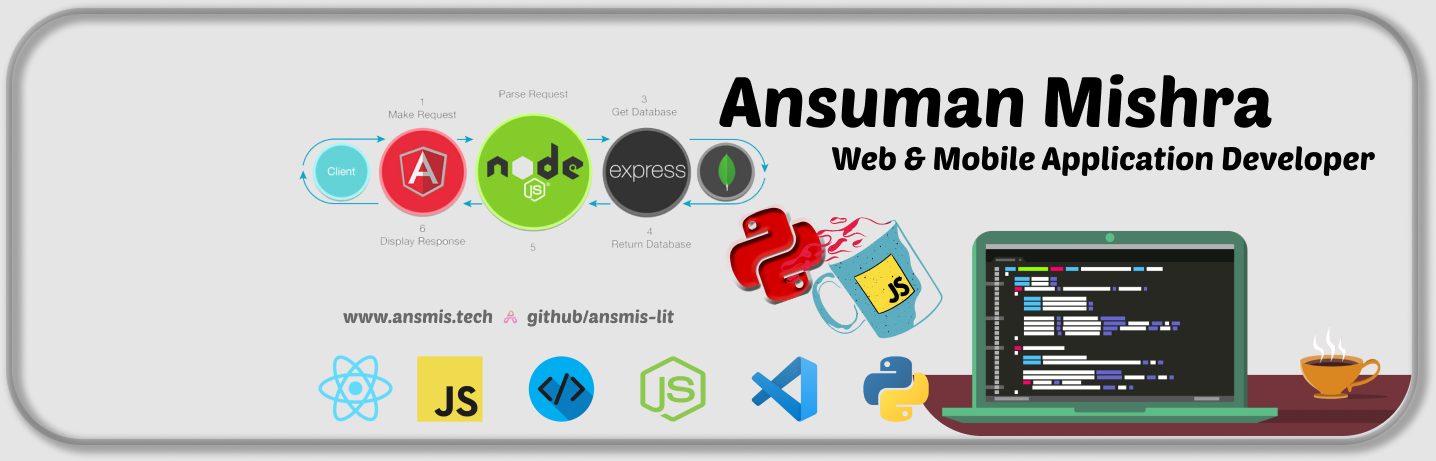 Ansuman Mishra
Web & Mobile Application Developer
1
Make Request
Parse Request
3
Get Database
Client
A
node
JS
express
6
Display Response
5
4
Return Database
JS
www.ansmis.tech
github/ansmis-lit
JS
</>
JS